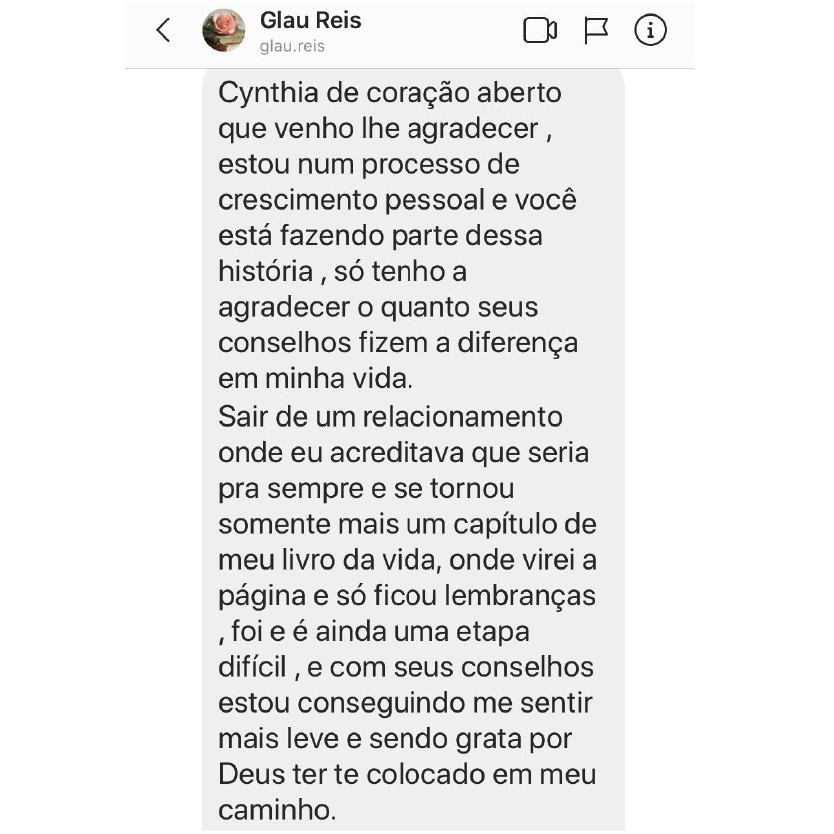 Glau Reis
glau.reis
Cynthia de coração aberto
que venho lhe agradecer ,
estou num processo de
crescimento pessoal e você
está fazendo parte dessa
história , só tenho a
agradecer o quanto seus
conselhos fizem a diferença
em minha vida.
Sair de um relacionamento
onde eu acreditava que seria
pra sempre e se tornou
somente mais um capítulo de
meu livro da vida, onde virei a
página e só ficou lembranças
, foi e é ainda uma etapa
difícil , e com seus conselhos
estou conseguindo me sentir
mais leve e sendo grata por
Deus ter te colocado em meu
caminho.